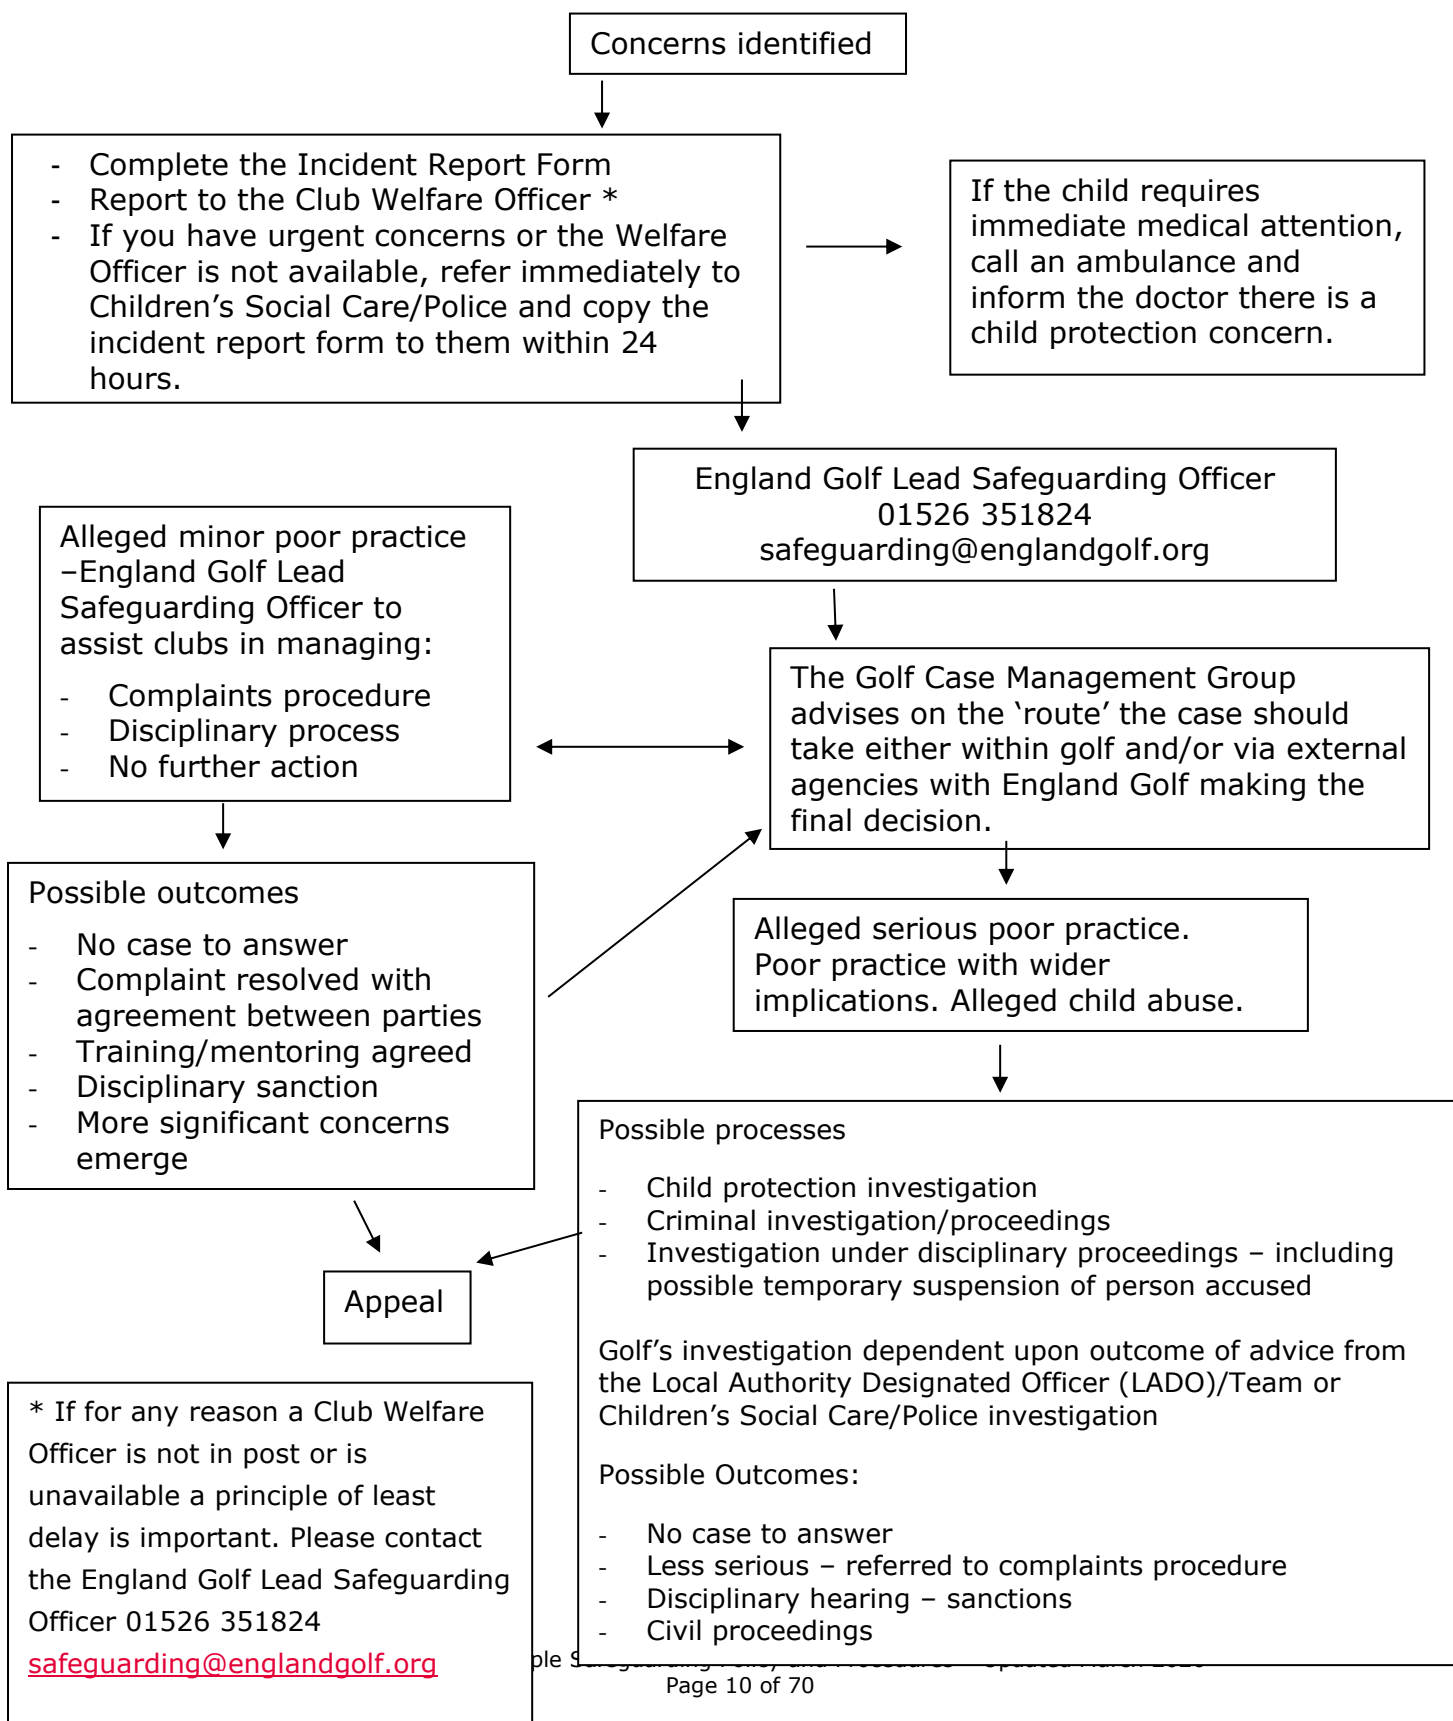 Concerns identified
- Complete the Incident Report Form
- Report to the Club Welfare Officer *
- If you have urgent concerns or the Welfare
Officer is not available, refer immediately to
Children’s Social Care/Police and copy the
incident report form to them within 24
hours.
If the child requires
immediate medical attention,
call an ambulance and
inform the doctor there is a
child protection concern.
England Golf Lead Safeguarding Officer
01526 351824
safeguarding@englandgolf.org
Alleged minor poor practice
–England Golf Lead
Safeguarding Officer to
assist clubs in managing:
- Complaints procedure
- Disciplinary process
- No further action
The Golf Case Management Group
advises on the ‘route’ the case should
take either within golf and/or via external
agencies with England Golf making the
final decision.
Possible outcomes
- No case to answer
- Complaint resolved with
agreement between parties
- Training/mentoring agreed
- Disciplinary sanction
- More significant concerns
emerge
Alleged serious poor practice.
Poor practice with wider
implications. Alleged child abuse.
Possible processes
- Child protection investigation
- Criminal investigation/proceedings
- Investigation under disciplinary proceedings – including
possible temporary suspension of person accused
Golf’s investigation dependent upon outcome of advice from
the Local Authority Designated Officer (LADO)/Team or
Children’s Social Care/Police investigation
Possible Outcomes:
- No case to answer
- Less serious – referred to complaints procedure
- Disciplinary hearing – sanctions
- Civil proceedings
Appeal
* If for any reason a Club Welfare
Officer is not in post or is
unavailable a principle of least
delay is important. Please contact
the England Golf Lead Safeguarding
Officer 01526 351824
safeguarding@englandgolf.org
Page 10 of 70